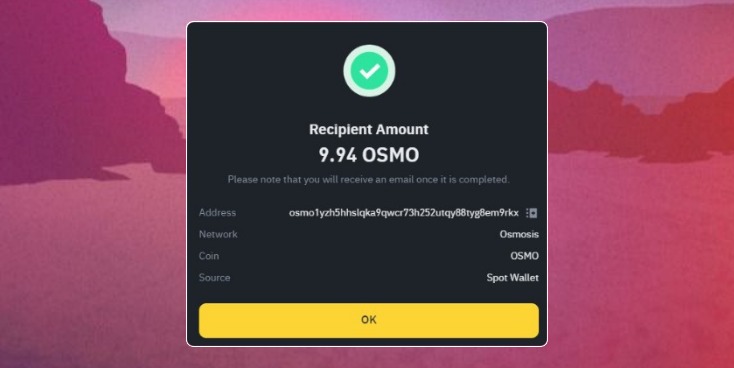 Recipient Amount
9.94 OSMO
Please note that you will receive an email once it is completed.
Address osmo1yzh5hhslqka9qwcr73h252utqy88tyg8em9rkx
Network Osmosis
Coin OSMO
Source Spot Wallet
OK